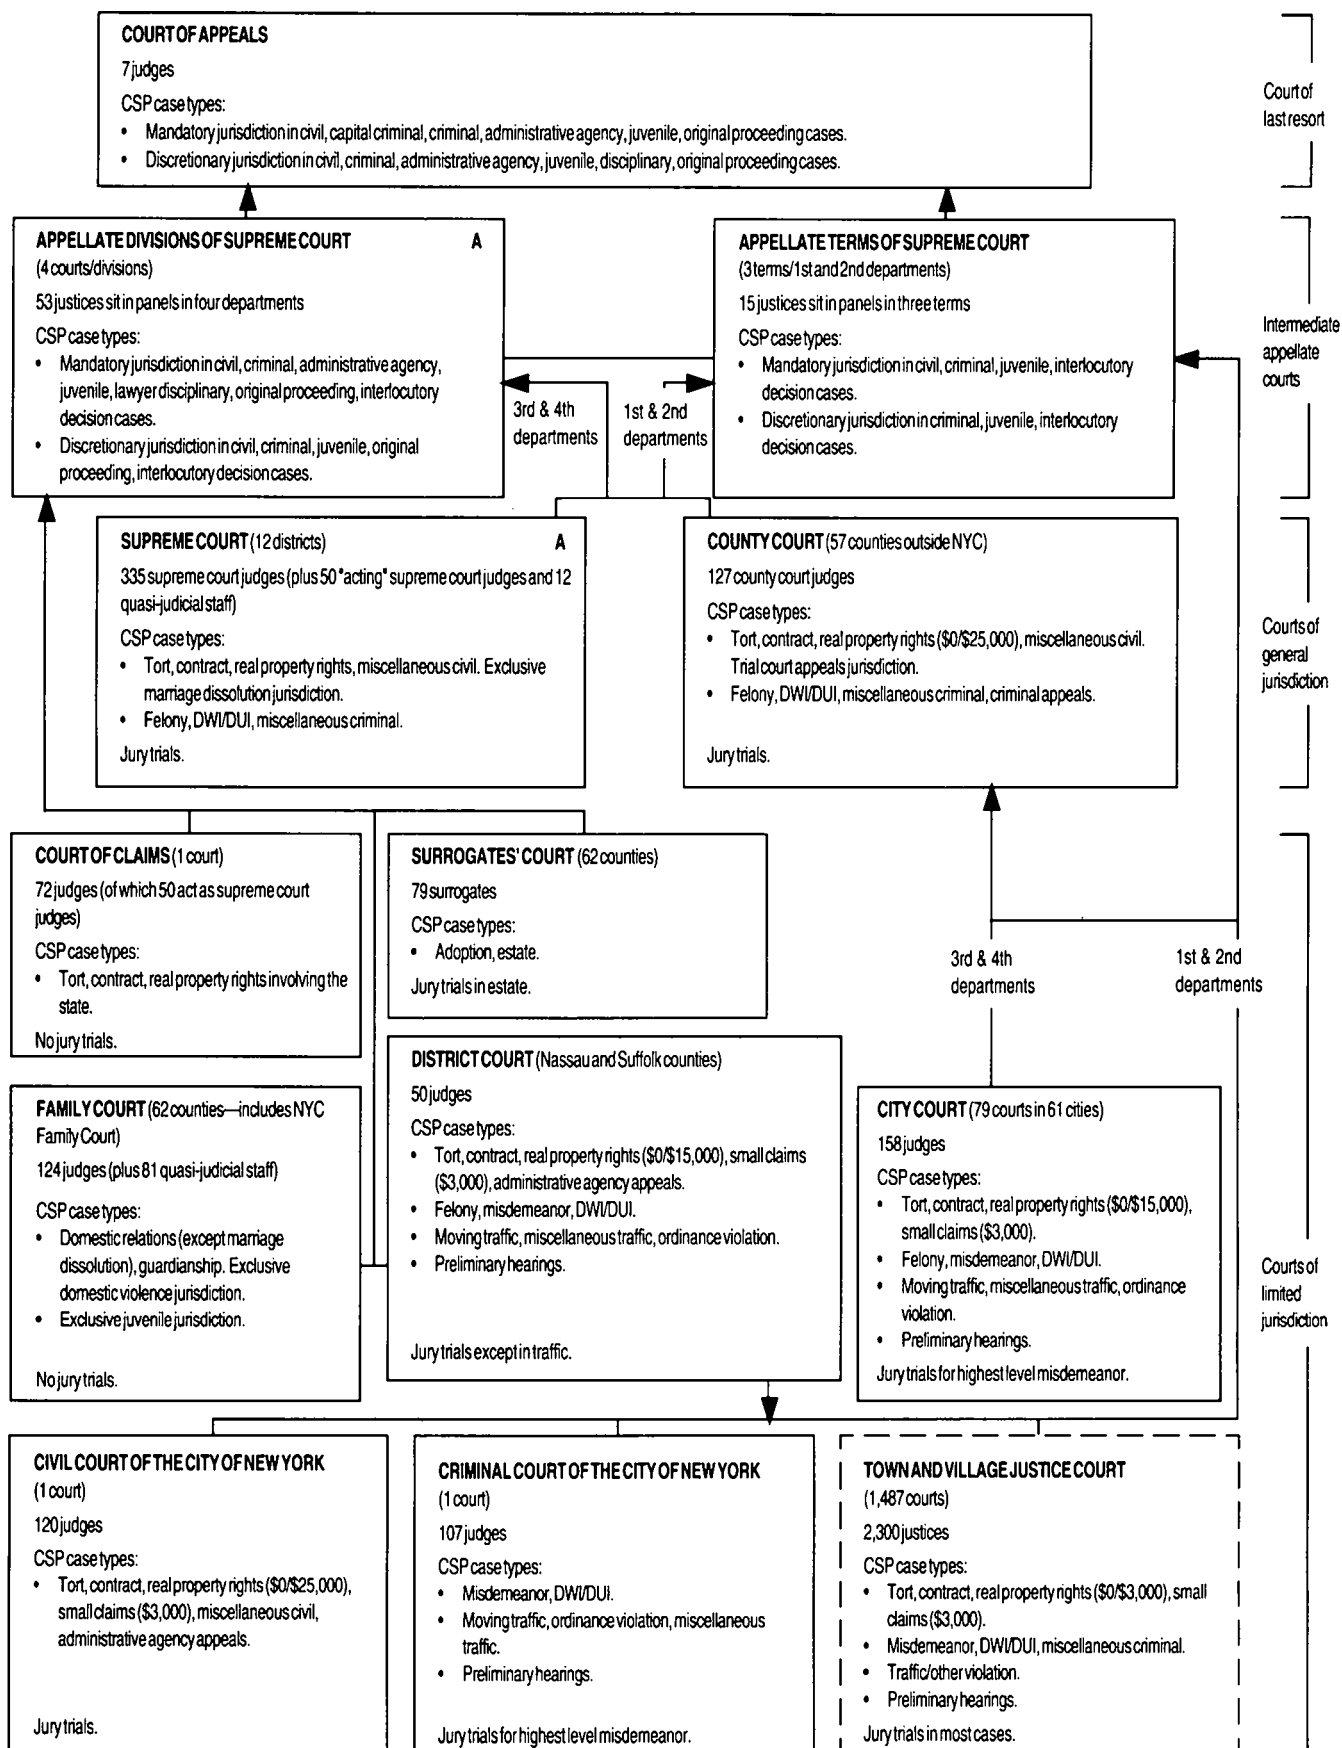 COURT OF APPEALS
7 judges
CSP case types:
• Mandatory jurisdiction in civil, capital criminal, criminal, administrative agency, juvenile, original proceeding cases.
• Discretionary jurisdiction in civil, criminal, administrative agency, juvenile, disciplinary, original proceeding cases.
Court of
last resort
APPELLATE DIVISIONS OF SUPREME COURT A
(4 courts/divisions)
53 justices sit in panels in four departments
CSP case types:
• Mandatory jurisdiction in civil, criminal, administrative agency,
juvenile, lawyer disciplinary, original proceeding, interlocutory
decision cases.
• Discretionary jurisdiction in civil, criminal, juvenile, original
proceeding, interlocutory decision cases.
3rd & 4th
departments
1st & 2nd
departments
APPELLATE TERMS OF SUPREME COURT
(3 terms/1st and 2nd departments)
15 justices sit in panels in three terms
CSP case types:
• Mandatory jurisdiction in civil, criminal, juvenile, interlocutory
decision cases.
• Discretionary jurisdiction in criminal, juvenile, interlocutory
decision cases.
Intermediate
appellate
courts
SUPREME COURT (12 districts) A
335 supreme court judges (plus 50 "acting" supreme court judges and 12
quasi-judicial staff)
CSP case types:
• Tort, contract, real property rights, miscellaneous civil. Exclusive
marriage dissolution jurisdiction.
• Felony, DWI/DUI, miscellaneous criminal.
Jury trials.
COUNTY COURT (57 counties outside NYC)
127 county court judges
CSP case types:
• Tort, contract, real property rights ($0/$25,000), miscellaneous civil.
Trial court appeals jurisdiction.
• Felony, DWI/DUI, miscellaneous criminal, criminal appeals.
Jury trials.
Courts of
general
jurisdiction
COURT OF CLAIMS (1 court)
72 judges (of which 50 act as supreme court
judges)
CSP case types:
• Tort, contract, real property rights involving the
state.
No jury trials.
SURROGATES' COURT (62 counties)
79 surrogates
CSP case types:
• Adoption, estate.
Jury trials in estate.
3rd & 4th
departments
1st & 2nd
departments
FAMILY COURT (62 counties—includes NYC
Family Court)
124 judges (plus 81 quasi-judicial staff)
CSP case types:
• Domestic relations (except marriage
dissolution), guardianship. Exclusive
domestic violence jurisdiction.
• Exclusive juvenile jurisdiction.
No jury trials.
DISTRICT COURT (Nassau and Suffolk counties)
50 judges
CSP case types:
• Tort, contract, real property rights ($0/$15,000), small claims
($3,000), administrative agency appeals.
• Felony, misdemeanor, DWI/DUI.
• Moving traffic, miscellaneous traffic, ordinance violation.
• Preliminary hearings.
Jury trials except in traffic.
CITY COURT (79 courts in 61 cities)
158 judges
CSP case types:
• Tort, contract, real property rights ($0/$15,000),
small claims ($3,000).
• Felony, misdemeanor, DWI/DUI.
• Moving traffic, miscellaneous traffic, ordinance
violation.
• Preliminary hearings.
Jury trials for highest level misdemeanor.
Courts of
limited
jurisdiction
CIVIL COURT OF THE CITY OF NEW YORK
(1 court)
120 judges
CSP case types:
• Tort, contract, real property rights ($0/$25,000),
small claims ($3,000), miscellaneous civil,
administrative agency appeals.
Jury trials.
CRIMINAL COURT OF THE CITY OF NEW YORK
(1 court)
107 judges
CSP case types:
• Misdemeanor, DWI/DUI.
• Moving traffic, ordinance violation, miscellaneous
traffic.
• Preliminary hearings.
Jury trials for highest level misdemeanor.
TOWN AND VILLAGE JUSTICE COURT
(1,487 courts)
2,300 justices
CSP case types:
• Tort, contract, real property rights ($0/$3,000), small
claims ($3,000).
• Misdemeanor, DWI/DUI, miscellaneous criminal.
• Traffic/other violation.
• Preliminary hearings.
Jury trials in most cases.